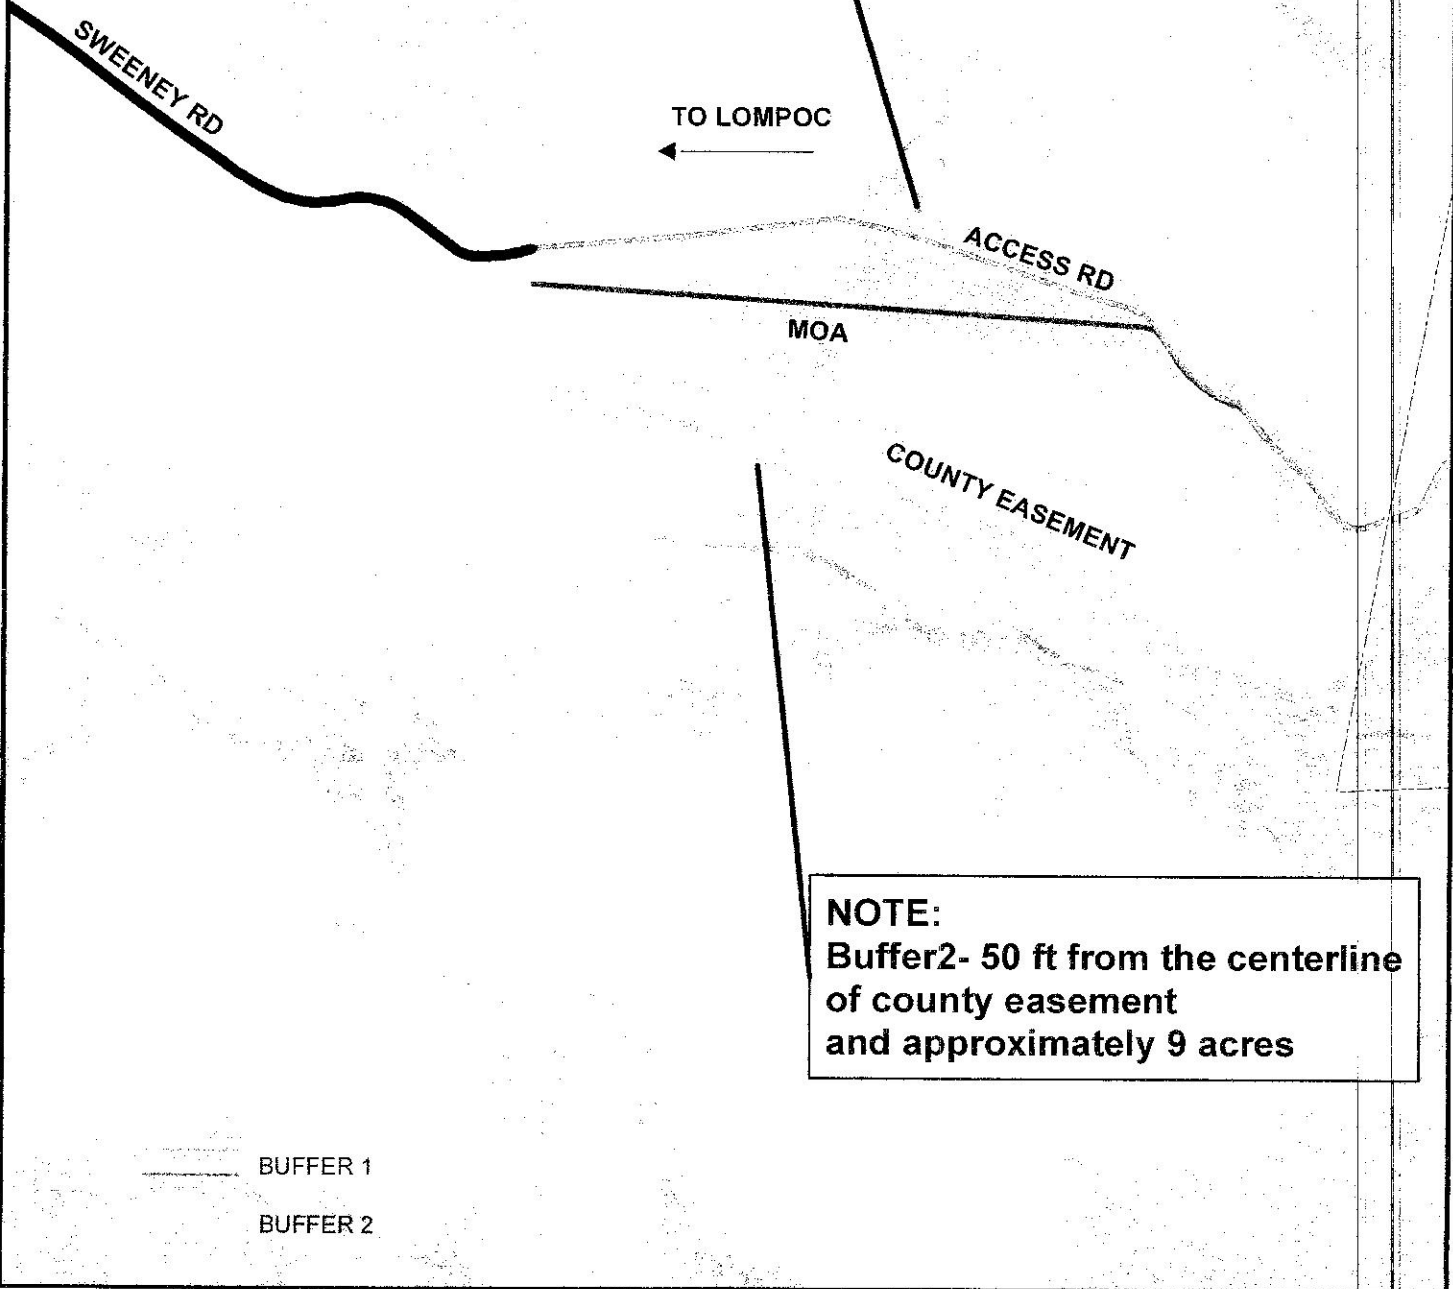 SWEENEY RD
TO LOMPOC
ACCESS RD
MOA
COUNTY EASEMENT
NOTE:
Buffer2- 50 ft from the centerline
of county easement
and approximately 9 acres
BUFFER 1
BUFFER 2